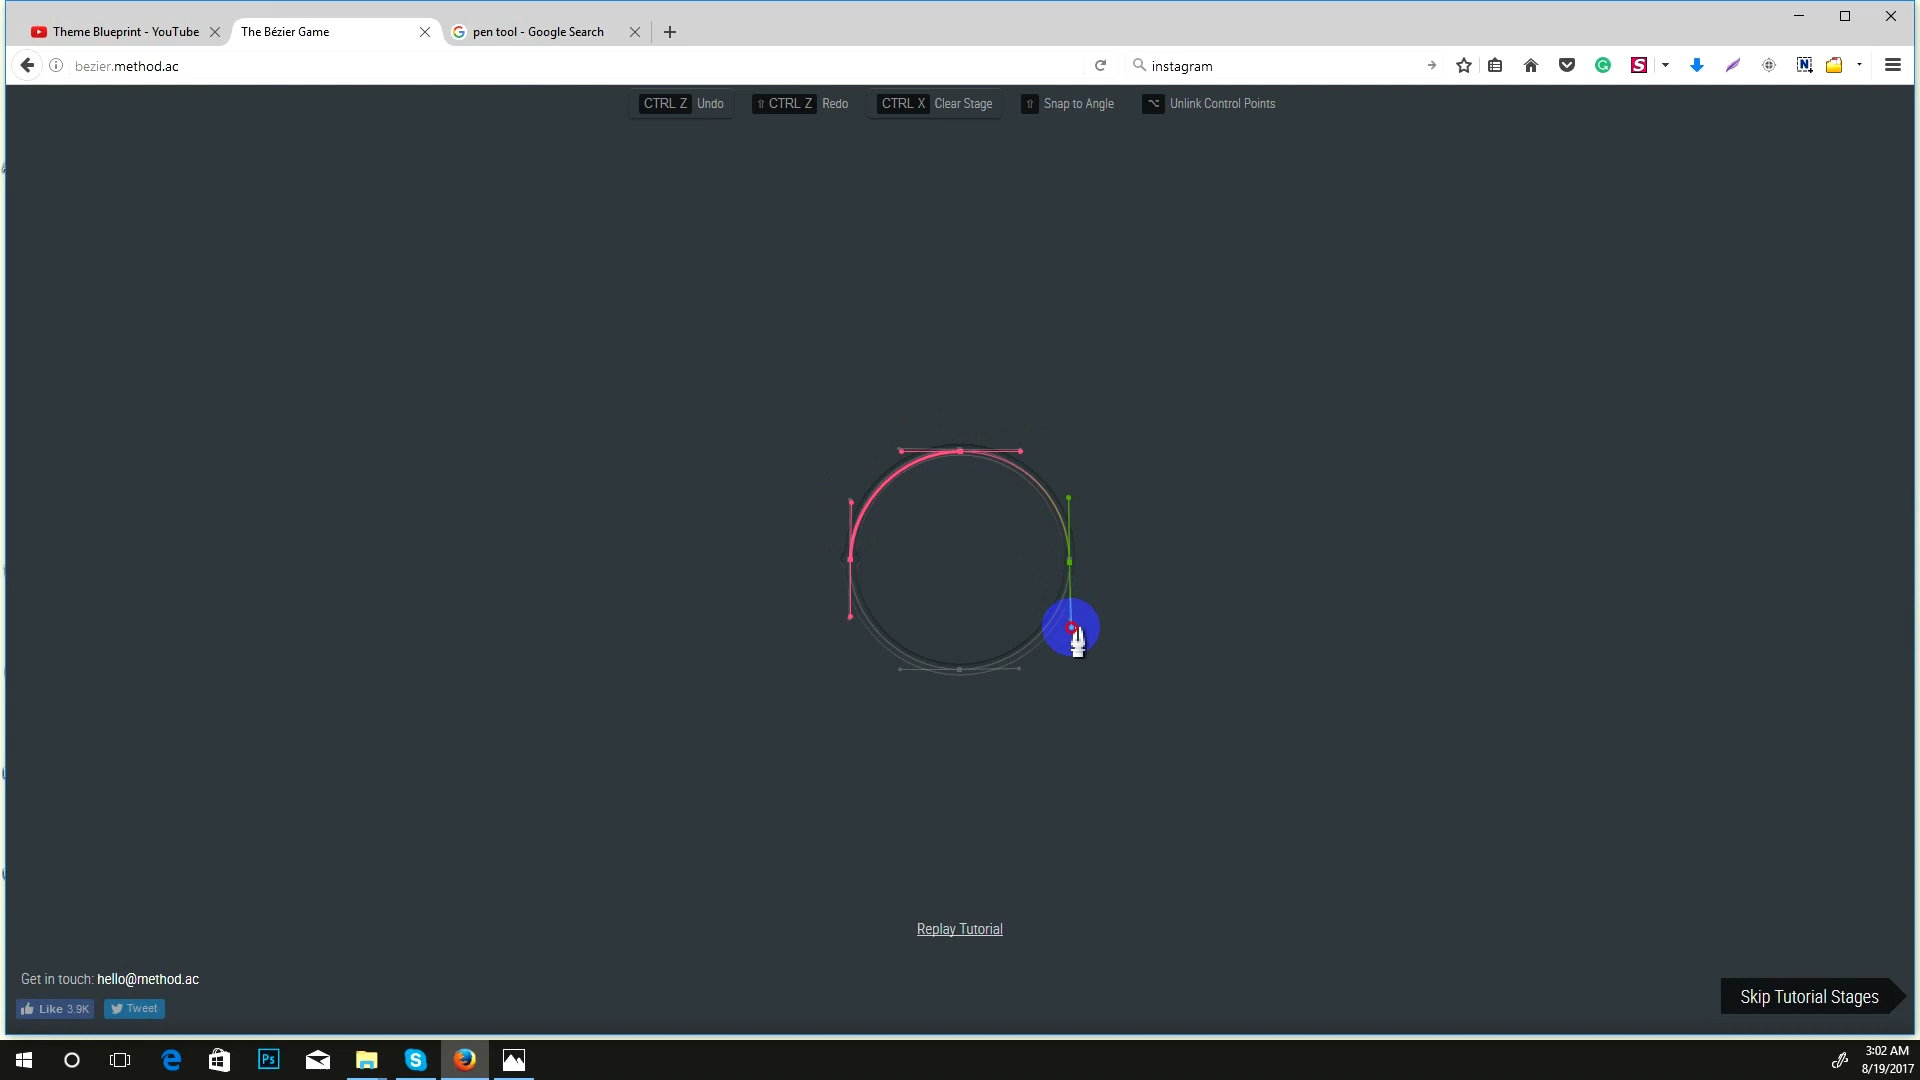 Theme Blueprint - YouTube
The Bézier Game
pen tool - Google Search
bezier.method.ac
instagram
CTRL Z Undo
⇧ CTRL Z Redo
CTRL X Clear Stage
⇧ Snap to Angle
⌥ Unlink Control Points
Replay Tutorial
Get in touch: hello@method.ac
Like 3.9K
Tweet
Skip Tutorial Stages
Ps
3:02 AM
8/19/2017